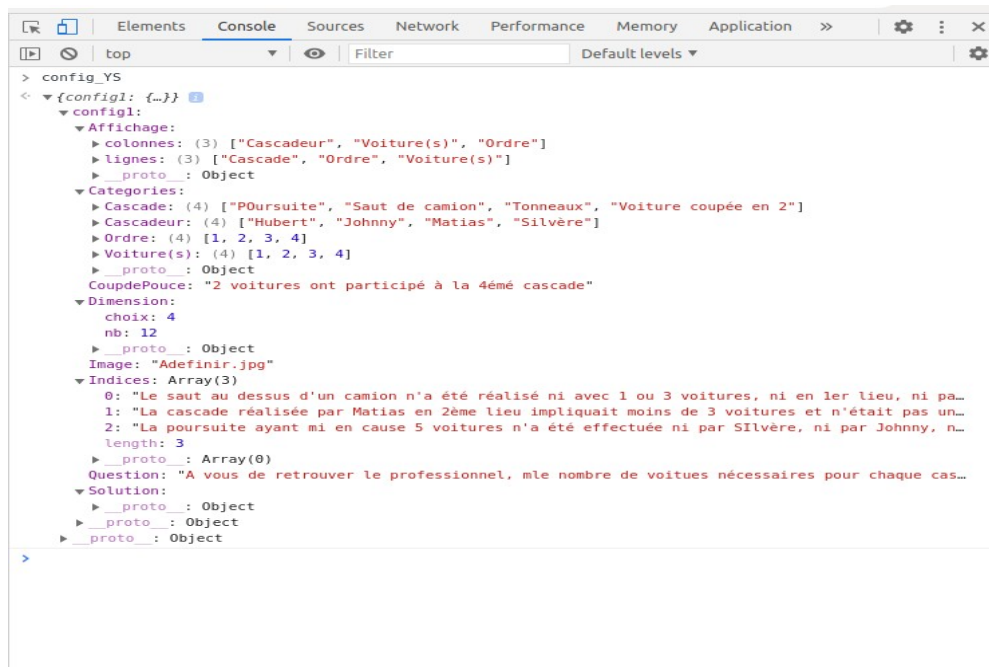 Elements Console Sources Network Performance Memory Application »
top Filter Default levels ▼
> config_YS
{config1: {…}}
config1:
Affichage:
colonnes: (3) ["Cascadeur", "Voiture(s)", "Ordre"]
lignes: (3) ["Cascade", "Ordre", "Voiture(s)"]
__proto__: Object
Categories:
Cascade: (4) ["POursuite", "Saut de camion", "Tonneaux", "Voiture coupée en 2"]
Cascadeur: (4) ["Hubert", "Johnny", "Matias", "Silvère"]
Ordre: (4) [1, 2, 3, 4]
Voiture(s): (4) [1, 2, 3, 4]
__proto__: Object
CoupdePouce: "2 voitures ont participé à la 4émé cascade"
Dimension:
choix: 4
nb: 12
__proto__: Object
Image: "Adefinir.jpg"
Indices: Array(3)
0: "Le saut au dessus d'un camion n'a été réalisé ni avec 1 ou 3 voitures, ni en 1er lieu, ni pa…
1: "La cascade réalisée par Matias en 2ème lieu impliquait moins de 3 voitures et n'était pas un…
2: "La poursuite ayant mi en cause 5 voitures n'a été effectuée ni par SIlvère, ni par Johnny, n…
length: 3
__proto__: Array(0)
Question: "A vous de retrouver le professionnel, mle nombre de voitues nécessaires pour chaque cas…
Solution:
__proto__: Object
__proto__: Object
__proto__: Object
>